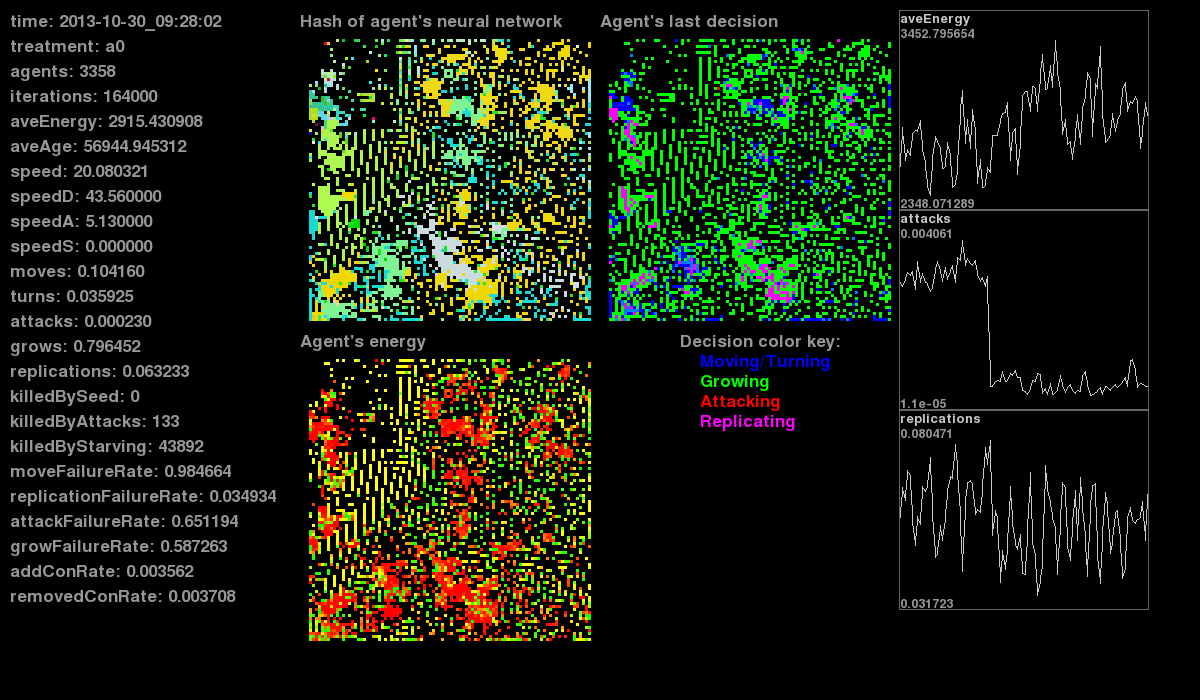 time: 2013-10-30_09:28:02
treatment: a0
agents: 3358
iterations: 164000
aveEnergy: 2915.430908
aveAge: 56944.945312
speed: 20.080321
speedD: 43.560000
speedA: 5.130000
speedS: 0.000000
moves: 0.104160
turns: 0.035925
attacks: 0.000230
grows: 0.796452
replications: 0.063233
killedBySeed: 0
killedByAttacks: 133
killedByStarving: 43892
moveFailureRate: 0.984664
replicationFailureRate: 0.034934
attackFailureRate: 0.651194
growFailureRate: 0.587263
addConRate: 0.003562
removedConRate: 0.003708
Hash of agent's neural network
Agent's last decision
Agent's energy
Decision color key:
Moving/Turning
Growing
Attacking
Replicating
aveEnergy
3452.795654
2348.071289
attacks
0.004061
1.1e-05
replications
0.080471
0.031723